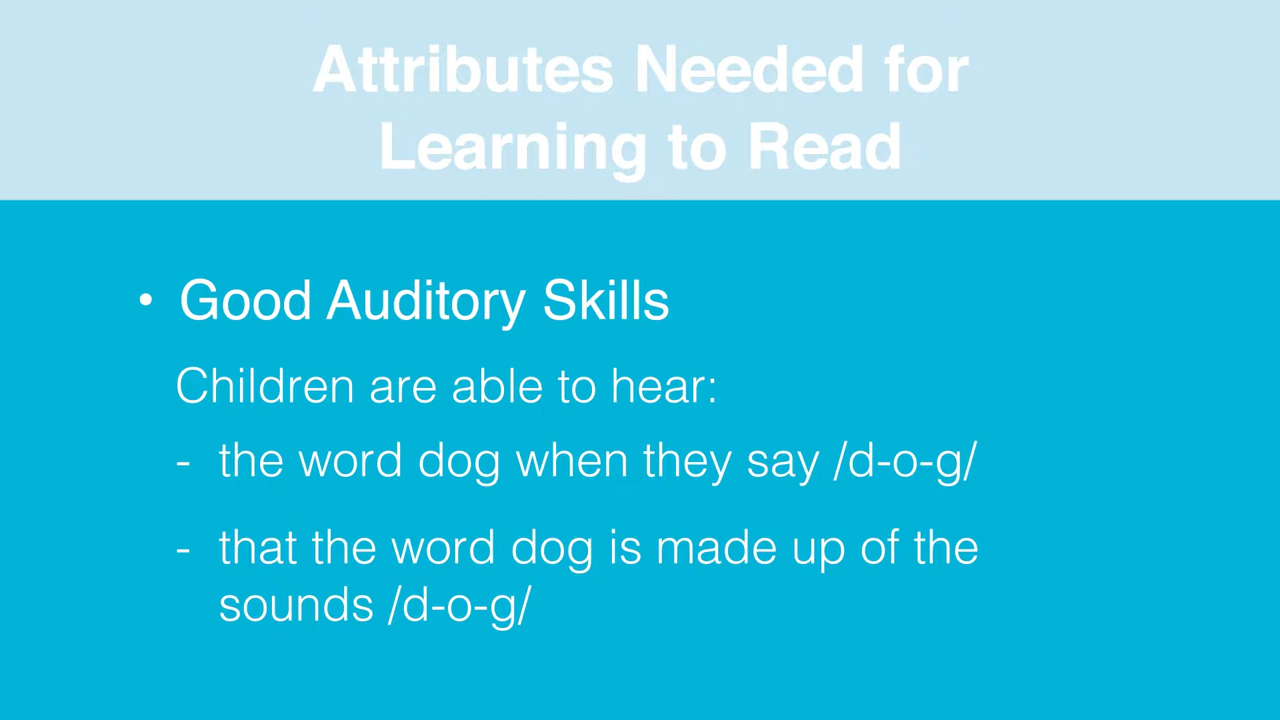 Attributes Needed for
Learning to Read
• Good Auditory Skills
Children are able to hear:
- the word dog when they say /d-o-g/
- that the word dog is made up of the
sounds /d-o-g/